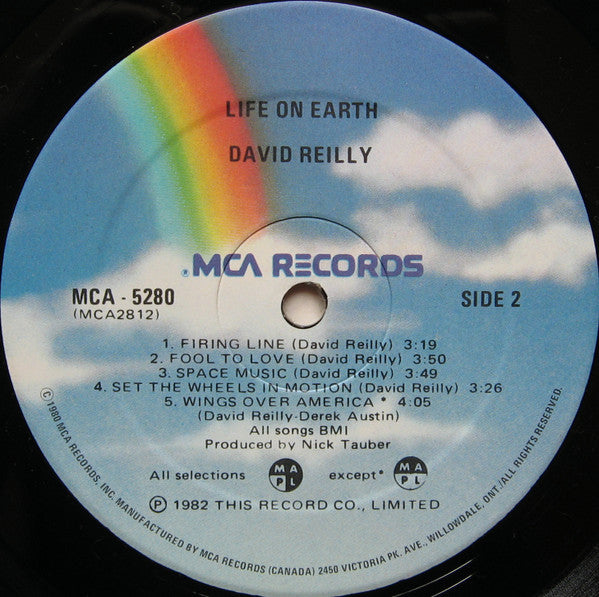 LIFE ON EARTH
DAVID REILLY
® MCA RECORDS
MCA - 5280
(MCA2812)
SIDE 2
1. FIRING LINE (David Reilly) 3:19
2. FOOL TO LOVE (David Reilly) 3:50
3. SPACE MUSIC (David Reilly) 3:49
4. SET THE WHEELS IN MOTION (David Reilly) 3:26
5. WINGS OVER AMERICA * 4:05
(David Reilly-Derek Austin)
All songs BMI
Produced by Nick Tauber
All selections M A P L except* M A P L
℗ 1982 THIS RECORD CO., LIMITED
© 1980 MCA RECORDS, INC. MANUFACTURED BY MCA RECORDS (CANADA) 2450 VICTORIA PK. AVE., WILLOWDALE, ONT./ALL RIGHTS RESERVED.